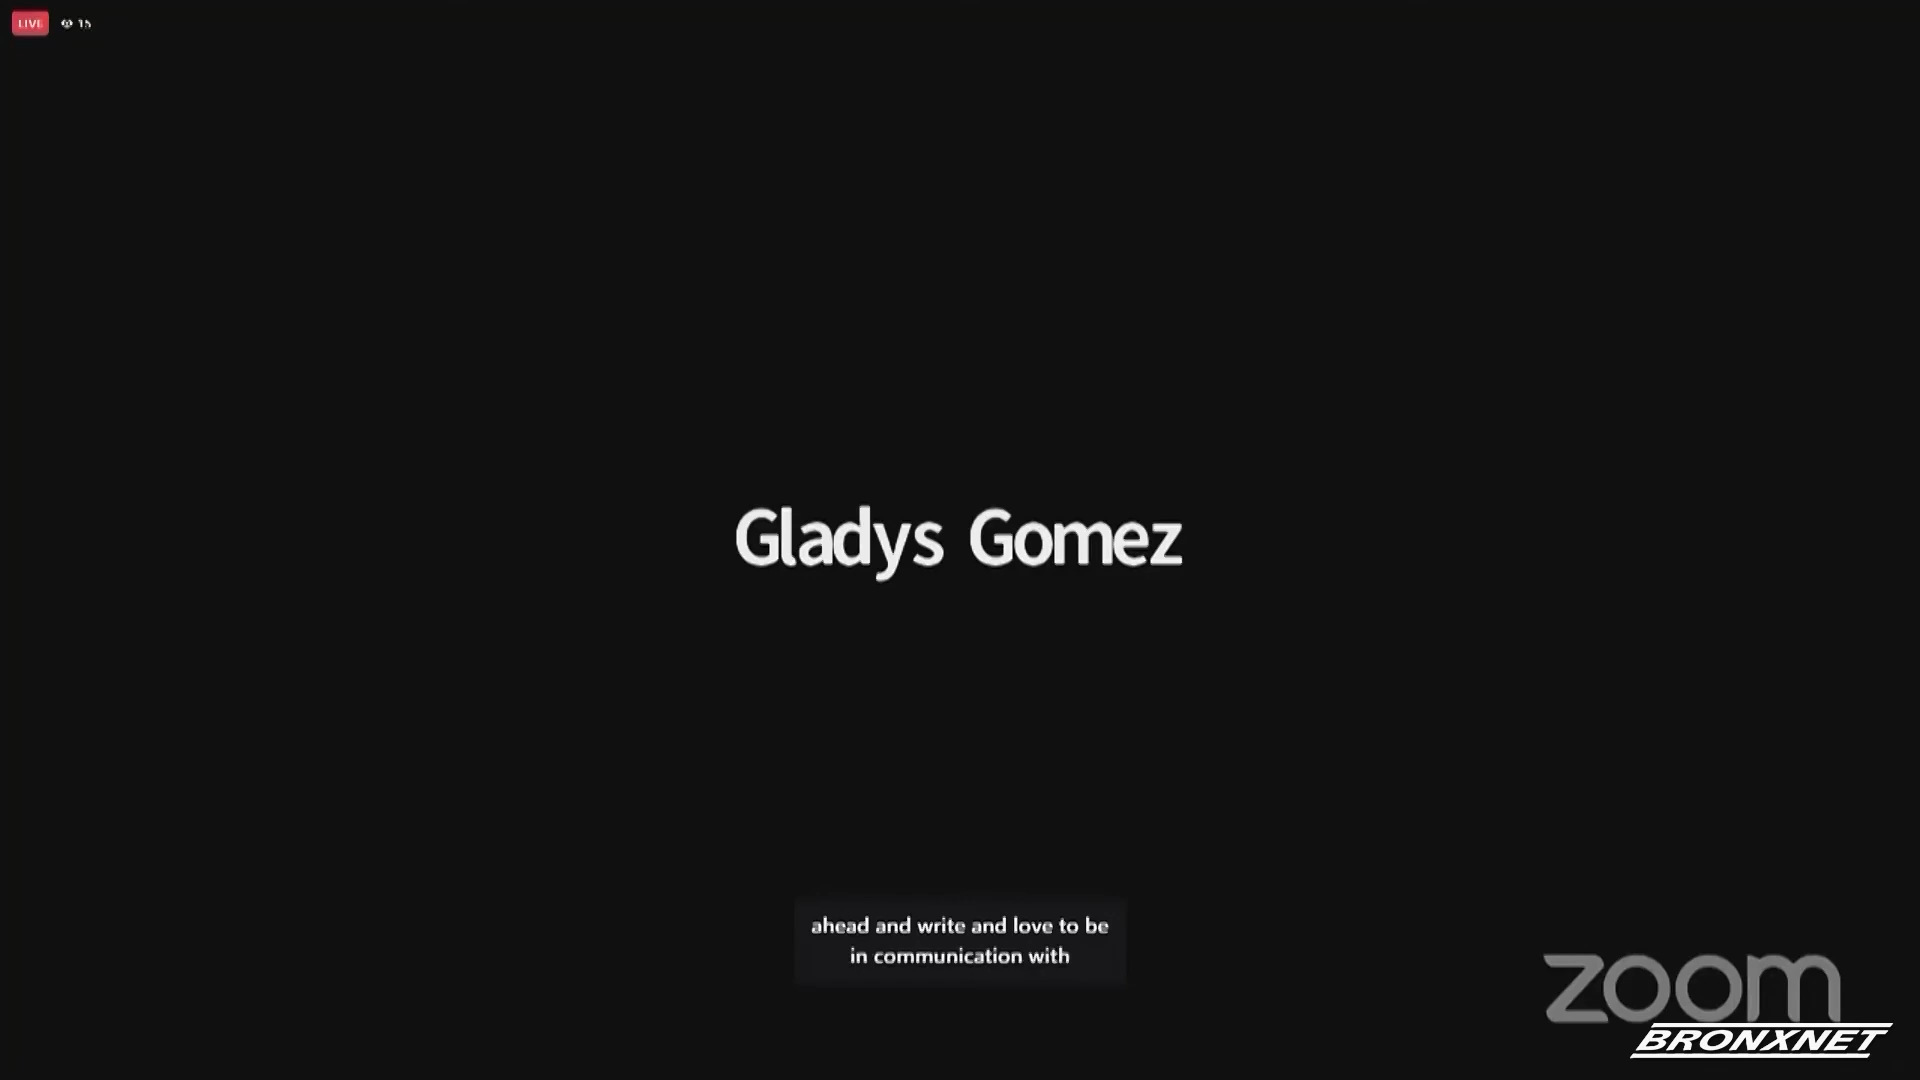 LIVE 15
Gladys Gomez
ahead and write and love to be
in communication with
zoom
BRONXNET